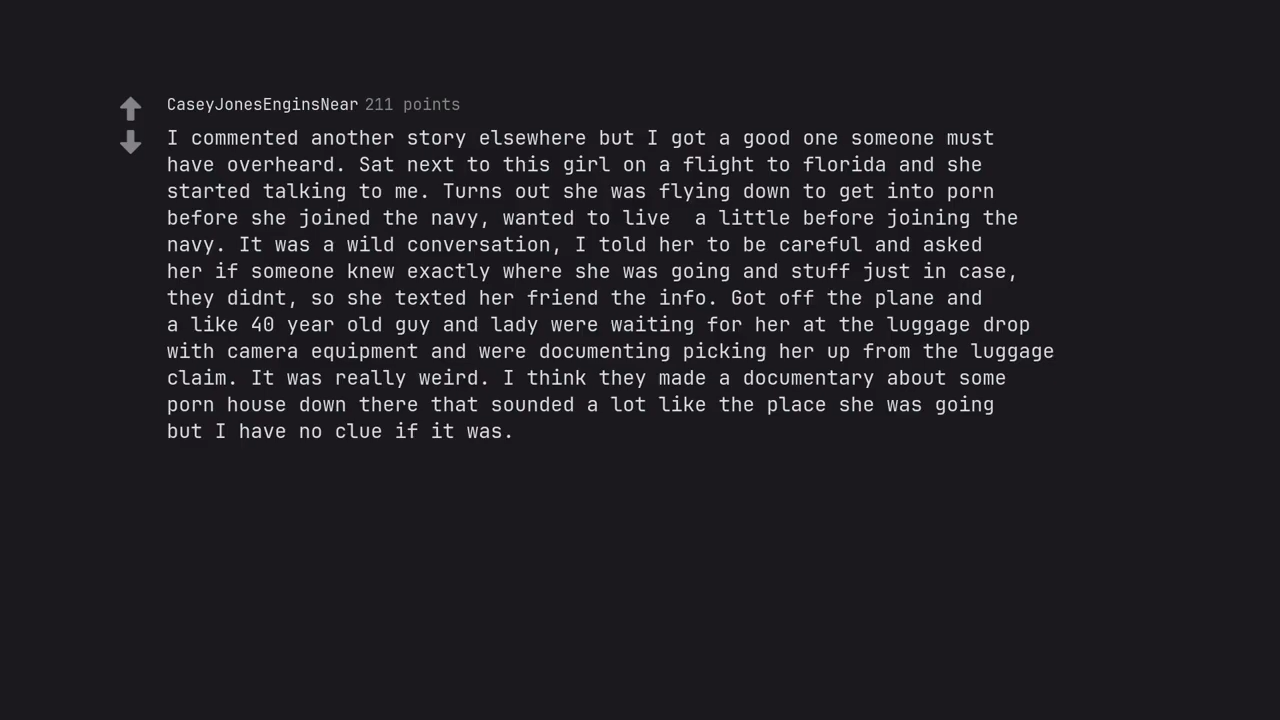 CaseyJonesEnginsNear 211 points
I commented another story elsewhere but I got a good one someone must
have overheard. Sat next to this girl on a flight to florida and she
started talking to me. Turns out she was flying down to get into porn
before she joined the navy, wanted to live  a little before joining the
navy. It was a wild conversation, I told her to be careful and asked
her if someone knew exactly where she was going and stuff just in case,
they didnt, so she texted her friend the info. Got off the plane and
a like 40 year old guy and lady were waiting for her at the luggage drop
with camera equipment and were documenting picking her up from the luggage
claim. It was really weird. I think they made a documentary about some
porn house down there that sounded a lot like the place she was going
but I have no clue if it was.